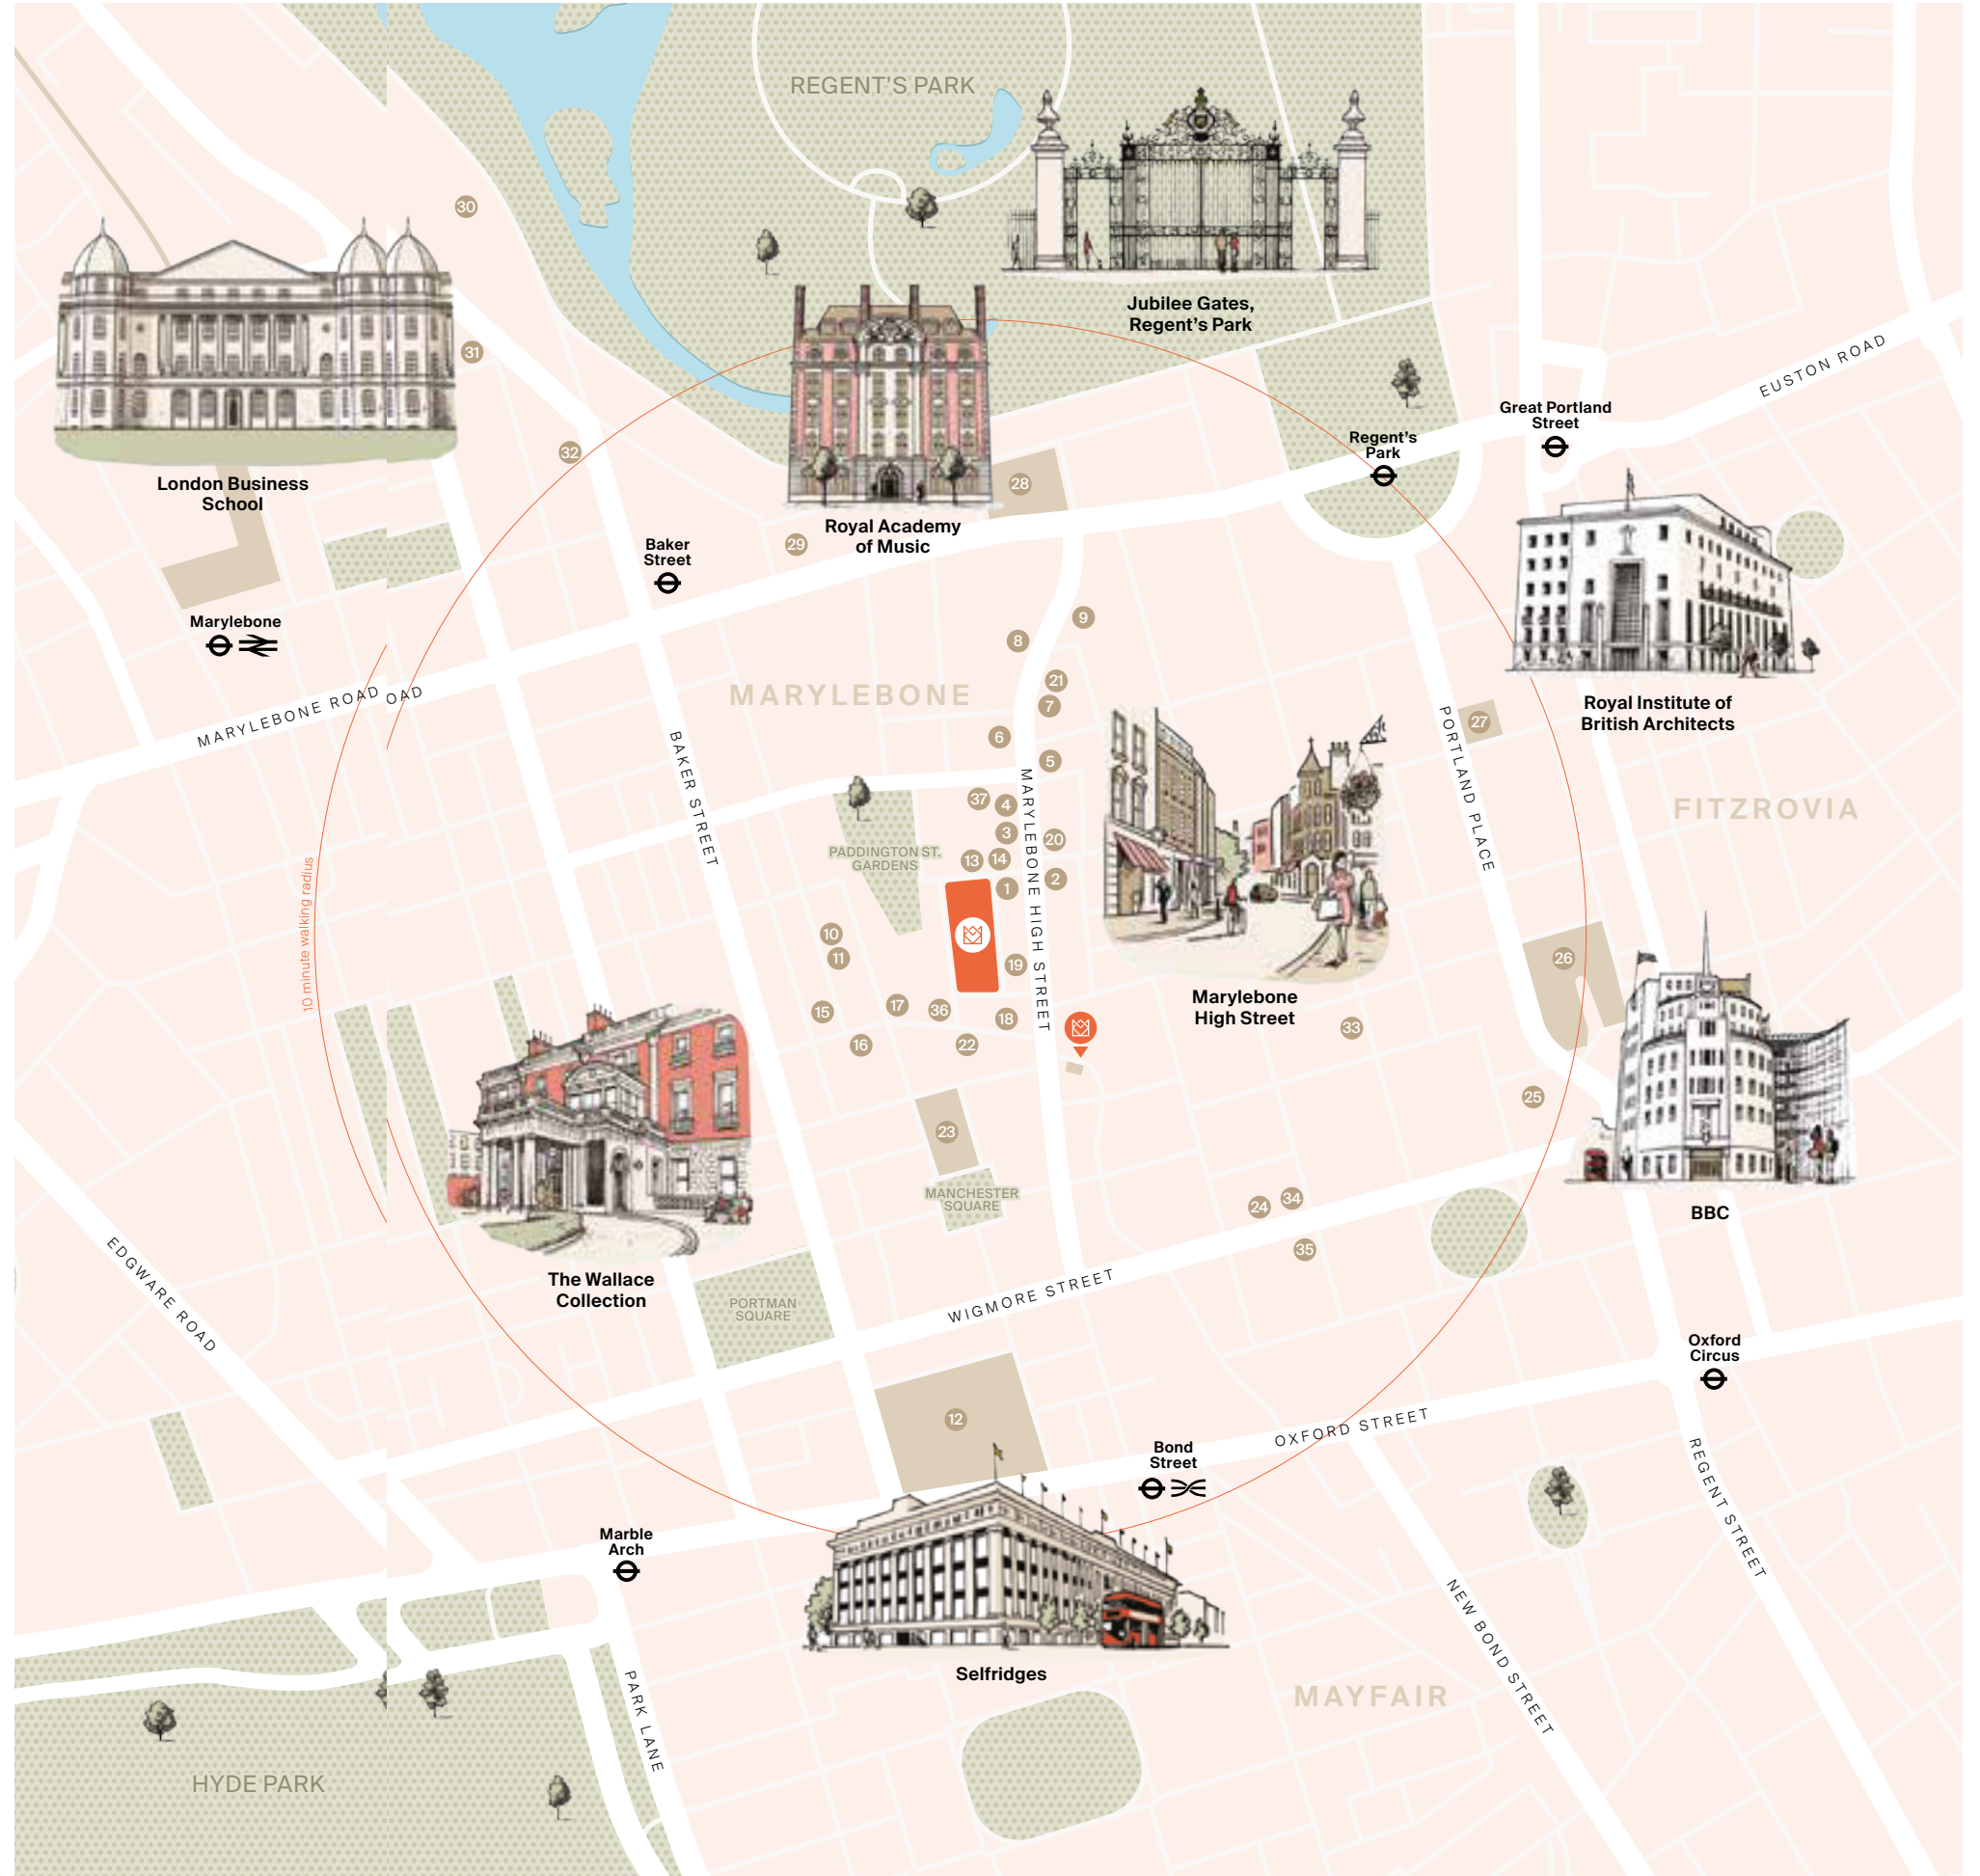 REGENT'S PARK
30
Jubilee Gates,
Regent's Park
31
EUSTON ROAD
Great Portland
Street
Regent's
Park
32
London Business
School
28
Royal Academy
of Music
29
Baker
Street
Marylebone
9
8
21
7
MARYLEBONE ROAD
OAD
MARYLEBONE
6
5
27
Royal Institute of
British Architects
BAKER STREET
PORTLAND PLACE
FITZROVIA
37
4
3
20
MARYLEBONE HIGH STREET
PADDINGTON ST.
GARDENS
13
14
1
2
10 minute walking radius
10
11
19
26
Marylebone
High Street
15
17
36
18
33
16
22
25
23
MANCHESTER
SQUARE
24
34
35
BBC
EDGWARE ROAD
The Wallace
Collection
PORTMAN
SQUARE
WIGMORE STREET
Oxford
Circus
12
OXFORD STREET
Bond
Street
REGENT STREET
Marble
Arch
NEW BOND STREET
Selfridges
PARK LANE
MAYFAIR
HYDE PARK